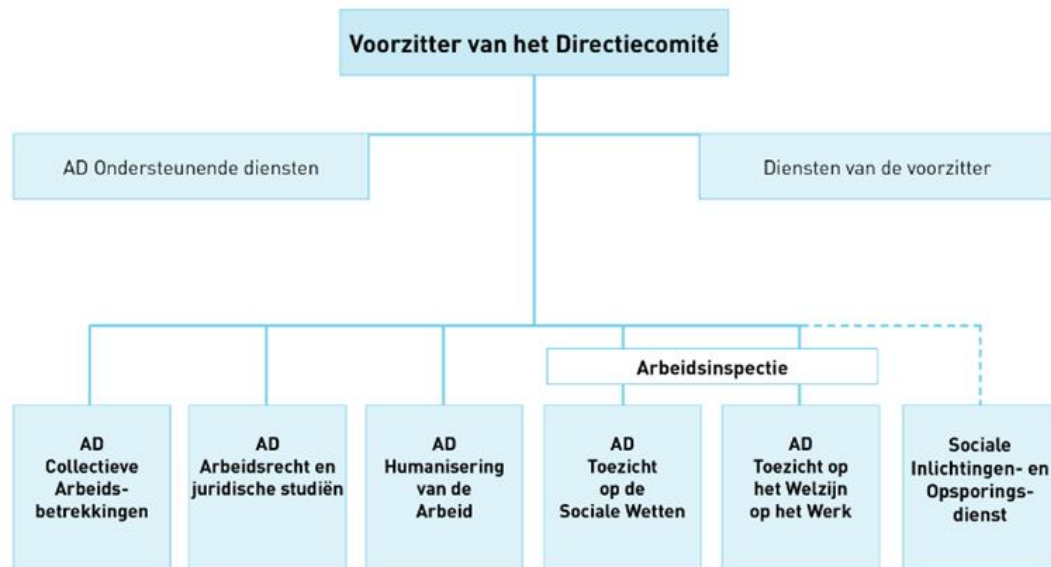 Voorzitter van het Directiecomité
AD Ondersteunende diensten
Diensten van de voorzitter
Arbeidsinspectie
AD
Collectieve
Arbeids-
betrekkingen
AD
Arbeidsrecht en
juridische studiën
AD
Humanisering
van de
Arbeid
AD
Toezicht
op de
Sociale Wetten
AD
Toezicht op
het Welzijn
op het Werk
Sociale
Inlichtingen- en
Opsporings-
dienst